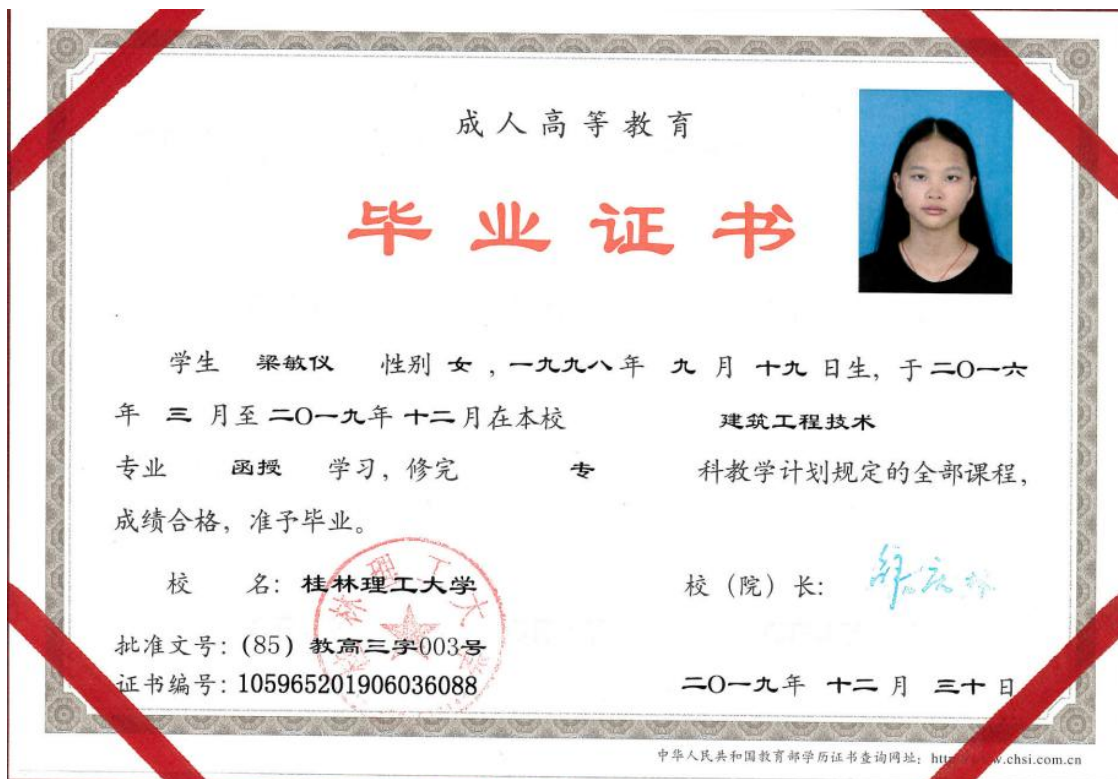 成人高等教育
毕业证书
学生 梁敏仪 性别 女，一九九八年 九 月 十九 日生，于 二〇一六
年 三 月至 二〇一九年 十二 月在本校 建筑工程技术
专业 函授 学习，修完 专 科教学计划规定的全部课程，
成绩合格，准予毕业。
校 名：桂林理工大学
校（院）长：
批准文号：(85) 教高三字003号
证书编号：105965201906036088
二〇一九年 十二 月 三十 日
中华人民共和国教育部学历证书查询网址：http www.chsi.com.cn